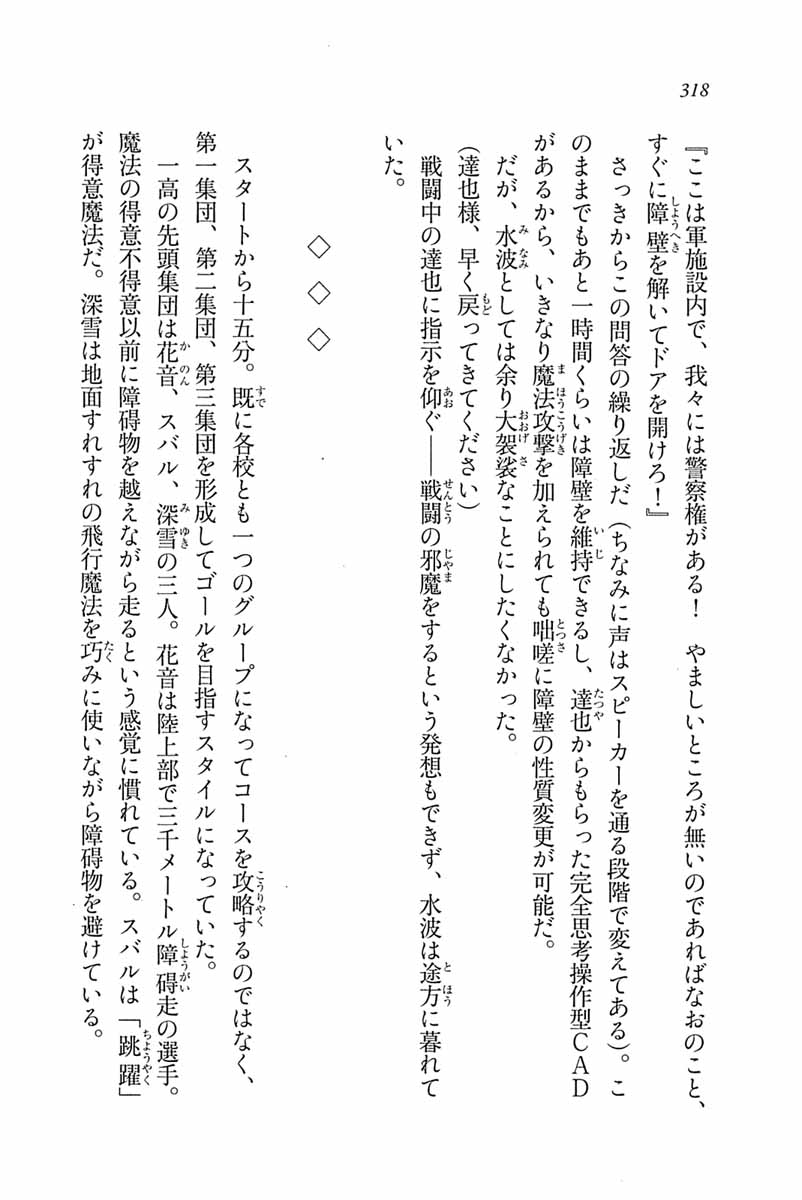 318
『ここは軍施設内で、我々には警察権がある！　やましいところが無いのであればなおのこと、
すぐに障壁を解いてドアを開けろ！』
　さっきからこの問答の繰り返しだ（ちなみに声はスピーカーを通る段階で変えてある）。こ
のままでもあと一時間くらいは障壁を維持できるし、達也からもらった完全思考操作型ＣＡＤ
があるから、いきなり魔法攻撃を加えられても咄嗟に障壁の性質変更が可能だ。
　だが、水波としては余り大袈裟なことにしたくなかった。
（達也様、早く戻ってきてください）
　戦闘中の達也に指示を仰ぐ——戦闘の邪魔をするという発想もできず、水波は途方に暮れて
いた。
◇　◇　◇
　スタートから十五分。既に各校とも一つのグループになってコースを攻略するのではなく、
第一集団、第二集団、第三集団を形成してゴールを目指すスタイルになっていた。
　一高の先頭集団は花音、スバル、深雪の三人。花音は陸上部で三千メートル障碍走の選手。
魔法の得意不得意以前に障碍物を越えながら走るという感覚に慣れている。スバルは「跳躍」
が得意魔法だ。深雪は地面すれすれの飛行魔法を巧みに使いながら障碍物を避けている。